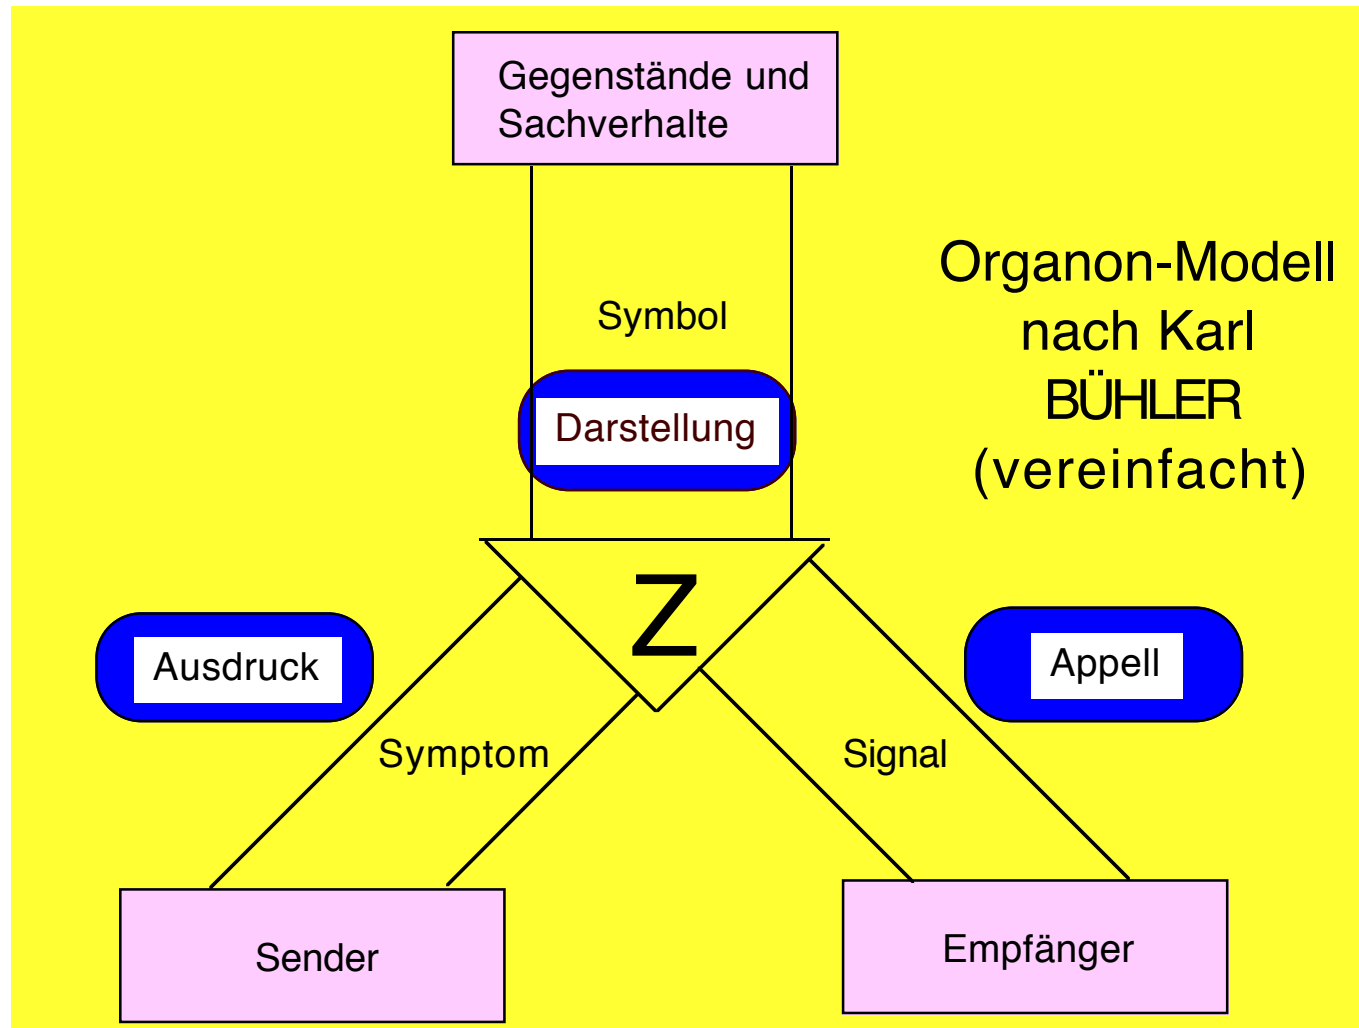 Gegenstände und
Sachverhalte
Symbol
Darstellung
Organon-Modell
nach Karl
BÜHLER
(vereinfacht)
Z
Ausdruck
Appell
Symptom
Signal
Sender
Empfänger